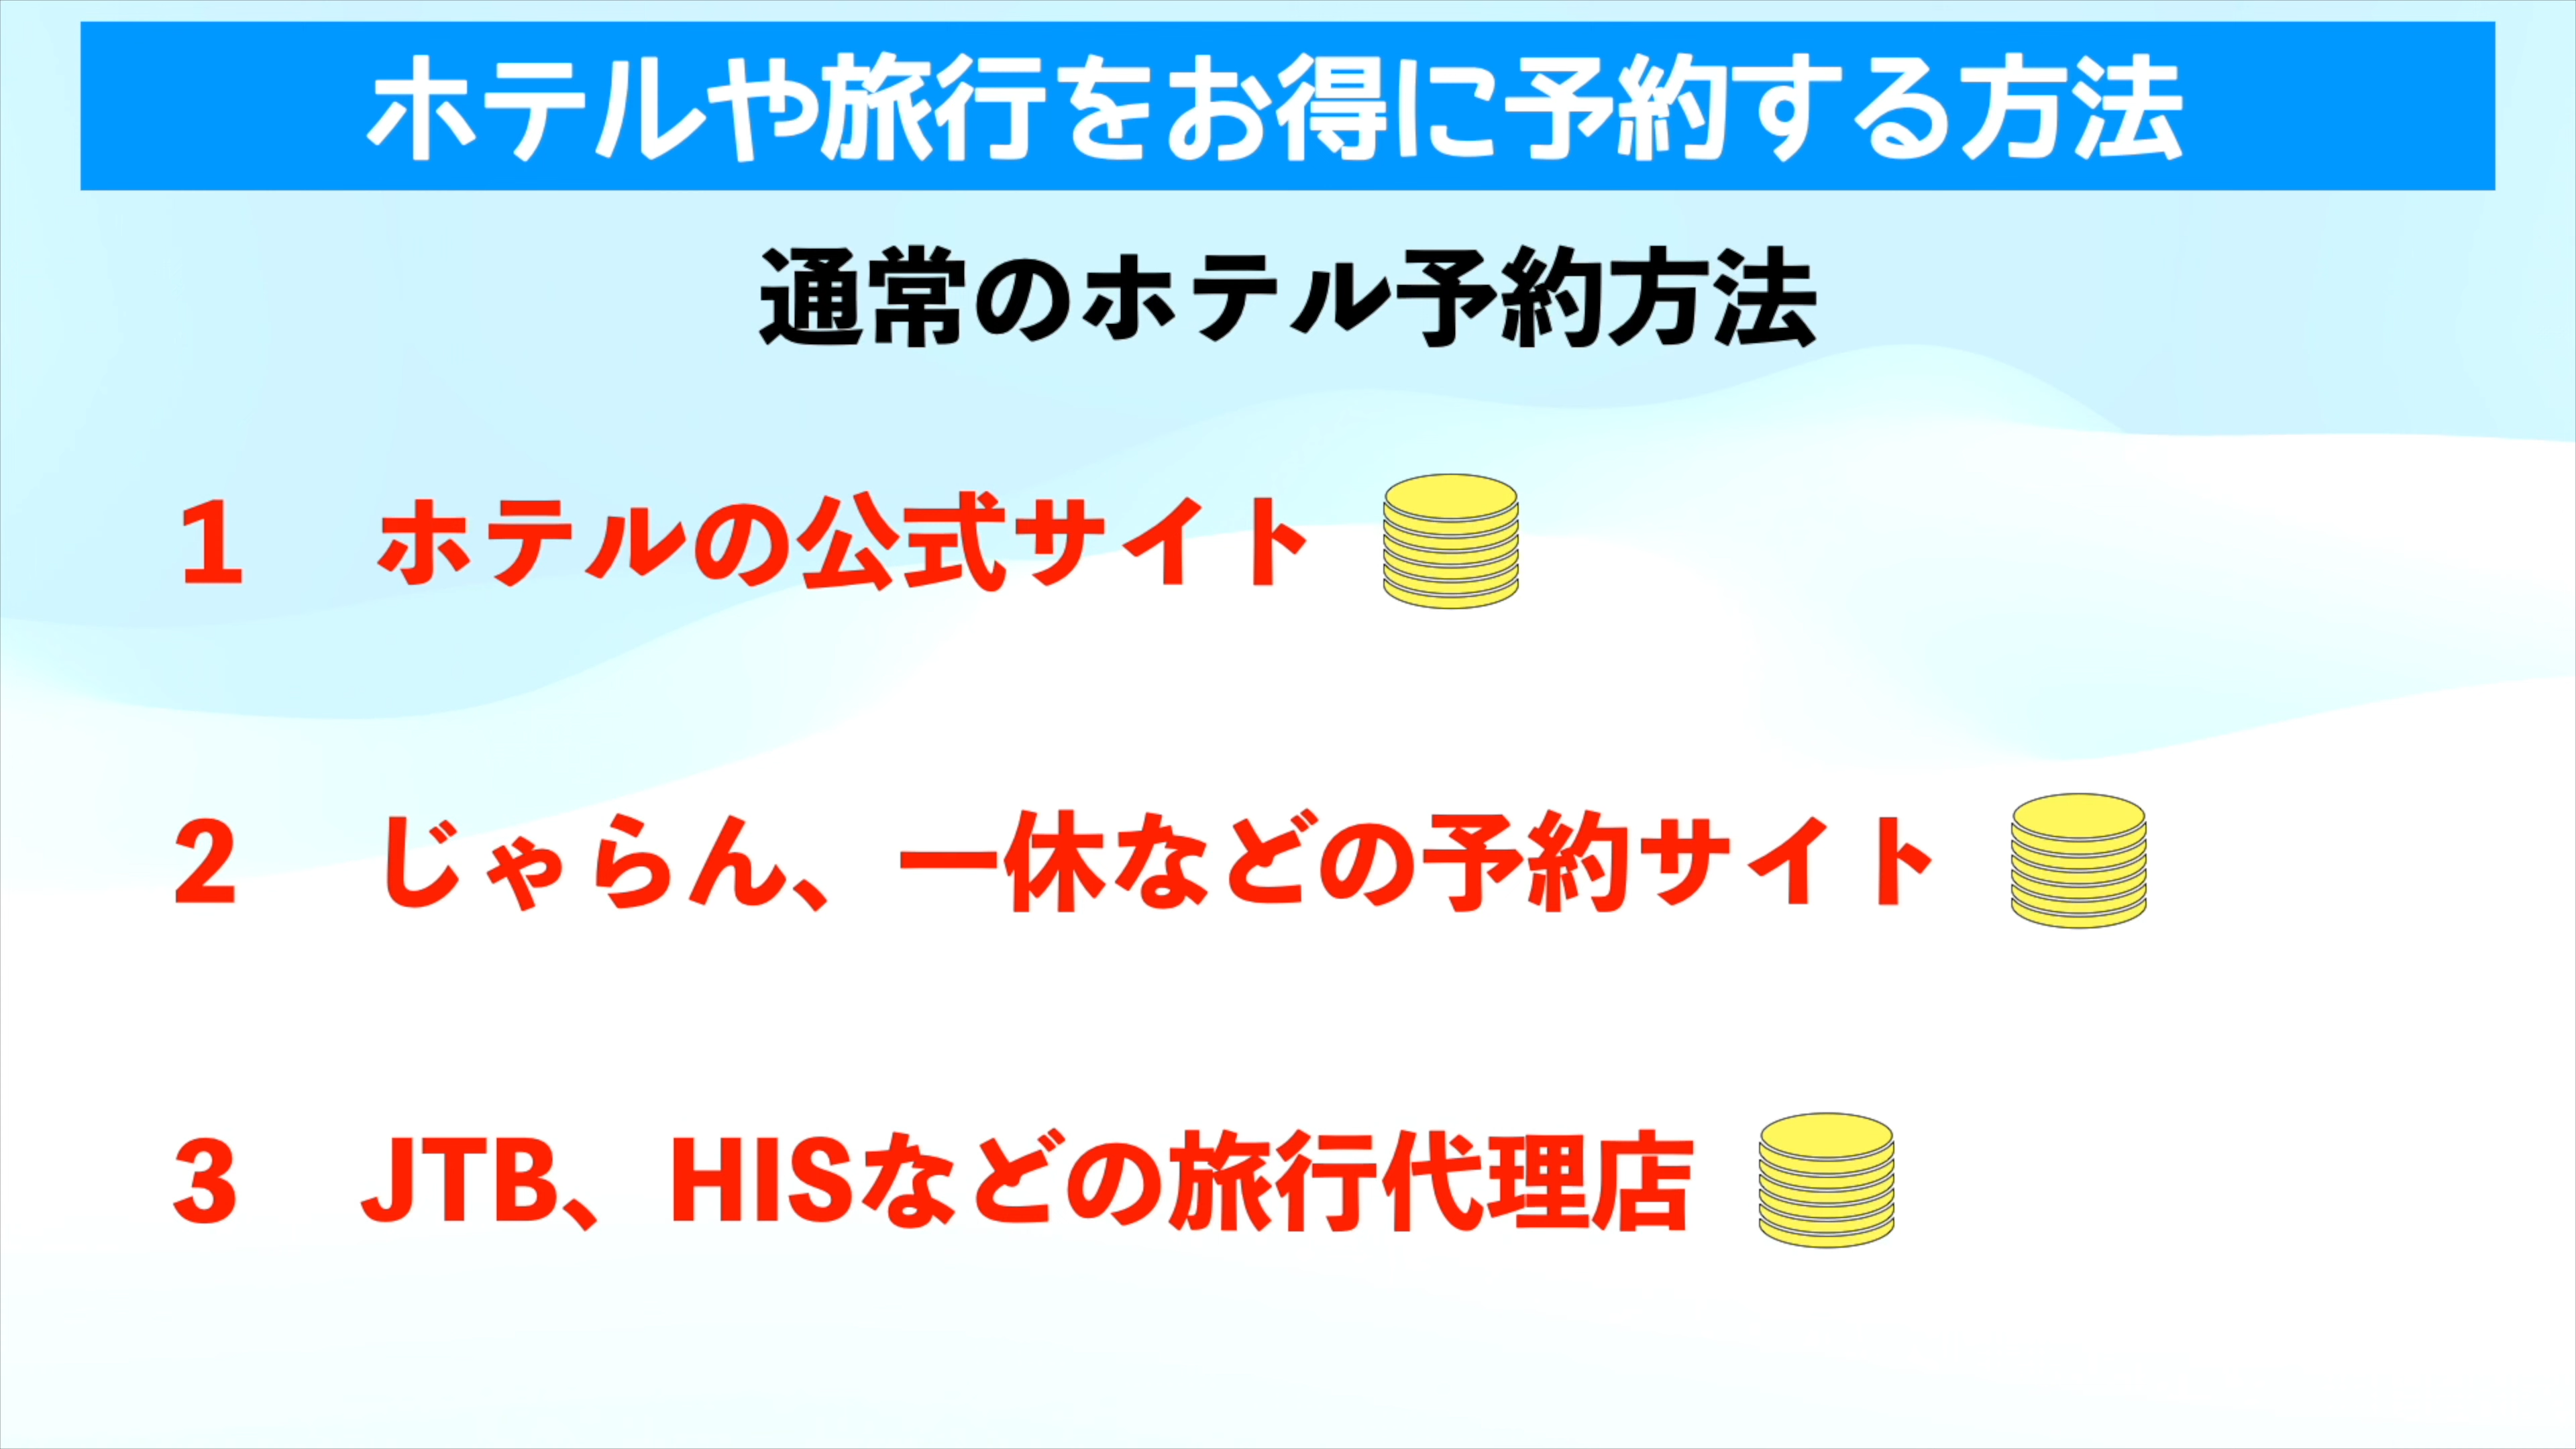 ホテルや旅行をお得に予約する方法
通常のホテル予約方法
1　ホテルの公式サイト
2　じゃらん、一休などの予約サイト
3　JTB、HISなどの旅行代理店